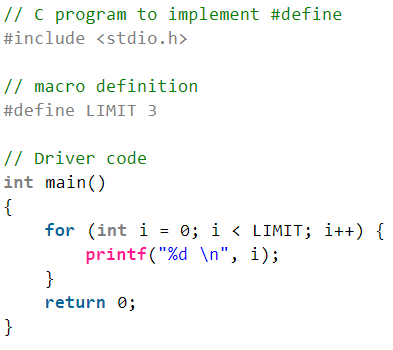 // C program to implement #define
#include <stdio.h>

// macro definition
#define LIMIT 3

// Driver code
int main()
{
    for (int i = 0; i < LIMIT; i++) {
        printf("%d \n", i);
    }
    return 0;
}